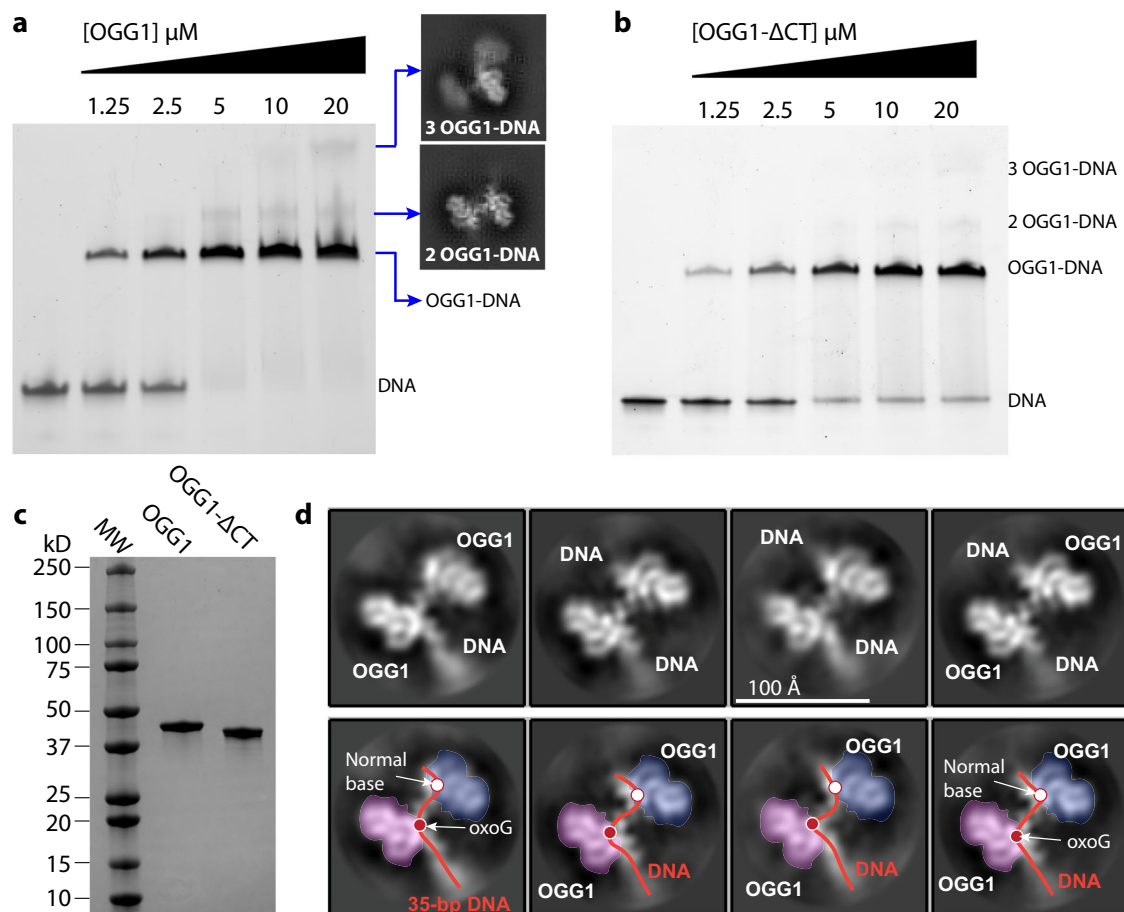 a
[OGG1] μM
1.25 2.5 5 10 20
3 OGG1-DNA
2 OGG1-DNA
OGG1-DNA
DNA
b
[OGG1-ΔCT] μM
1.25 2.5 5 10 20
3 OGG1-DNA
2 OGG1-DNA
OGG1-DNA
DNA
c
kD
MW
OGG1
OGG1-ΔCT
250
150
100
75
50
37
25
20
15
10
d
OGG1
DNA
OGG1
DNA
DNA
DNA
DNA
100 Å
DNA
OGG1
OGG1
DNA
Normal
base
oxoG
35-bp DNA
OGG1
OGG1
DNA
OGG1
DNA
OGG1
Normal
base
oxoG
DNA